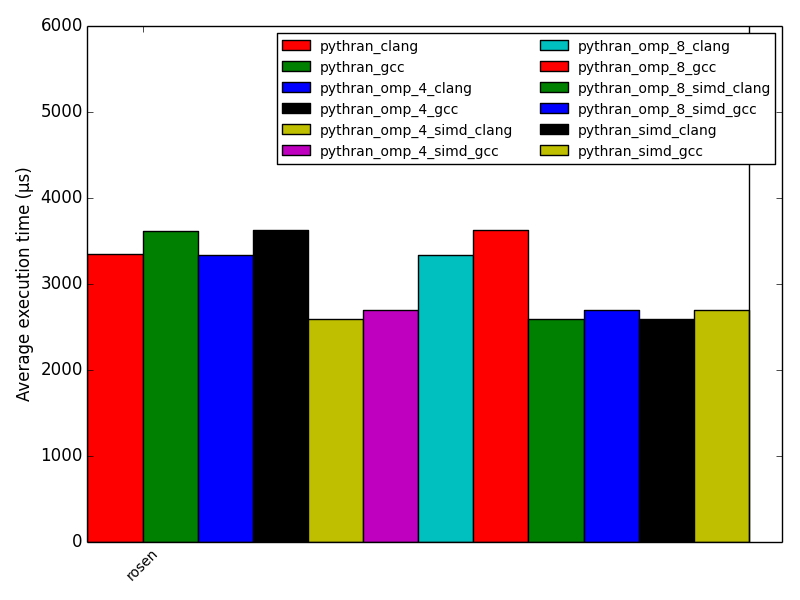 6000
5000
4000
3000
2000
1000
0
Average execution time (µs)
rosen
pythran_clang
pythran_gcc
pythran_omp_4_clang
pythran_omp_4_gcc
pythran_omp_4_simd_clang
pythran_omp_4_simd_gcc
pythran_omp_8_clang
pythran_omp_8_gcc
pythran_omp_8_simd_clang
pythran_omp_8_simd_gcc
pythran_simd_clang
pythran_simd_gcc